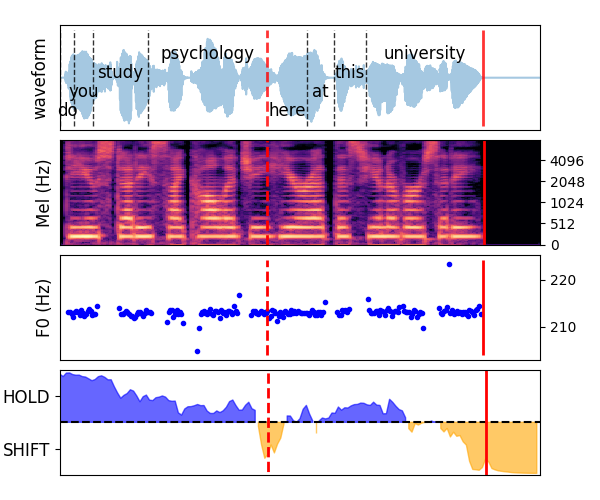 waveform
do
you
study
psychology
here
at
this
university
Mel (Hz)
4096
2048
1024
512
0
F0 (Hz)
220
210
HOLD
SHIFT